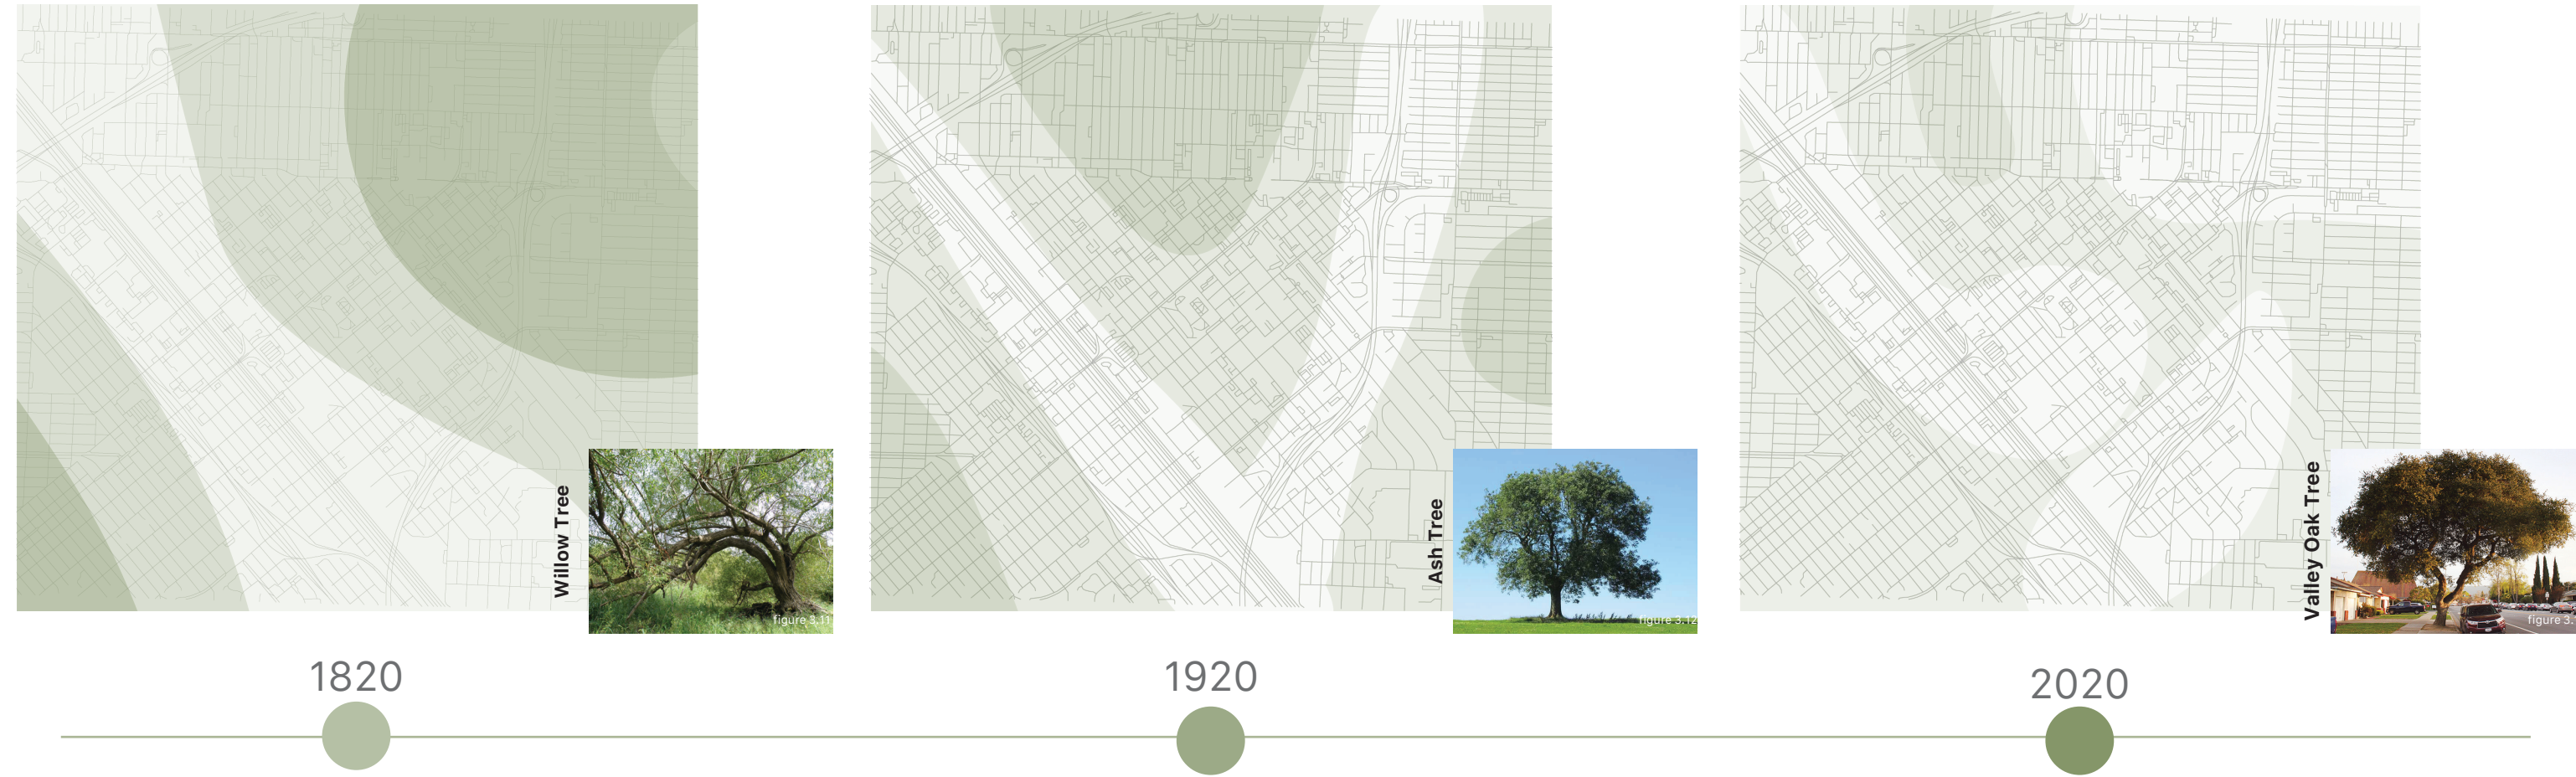 Willow Tree
figure 3.11
Ash Tree
figure 3.12
Valley Oak Tree
figure 3.
1820
1920
2020